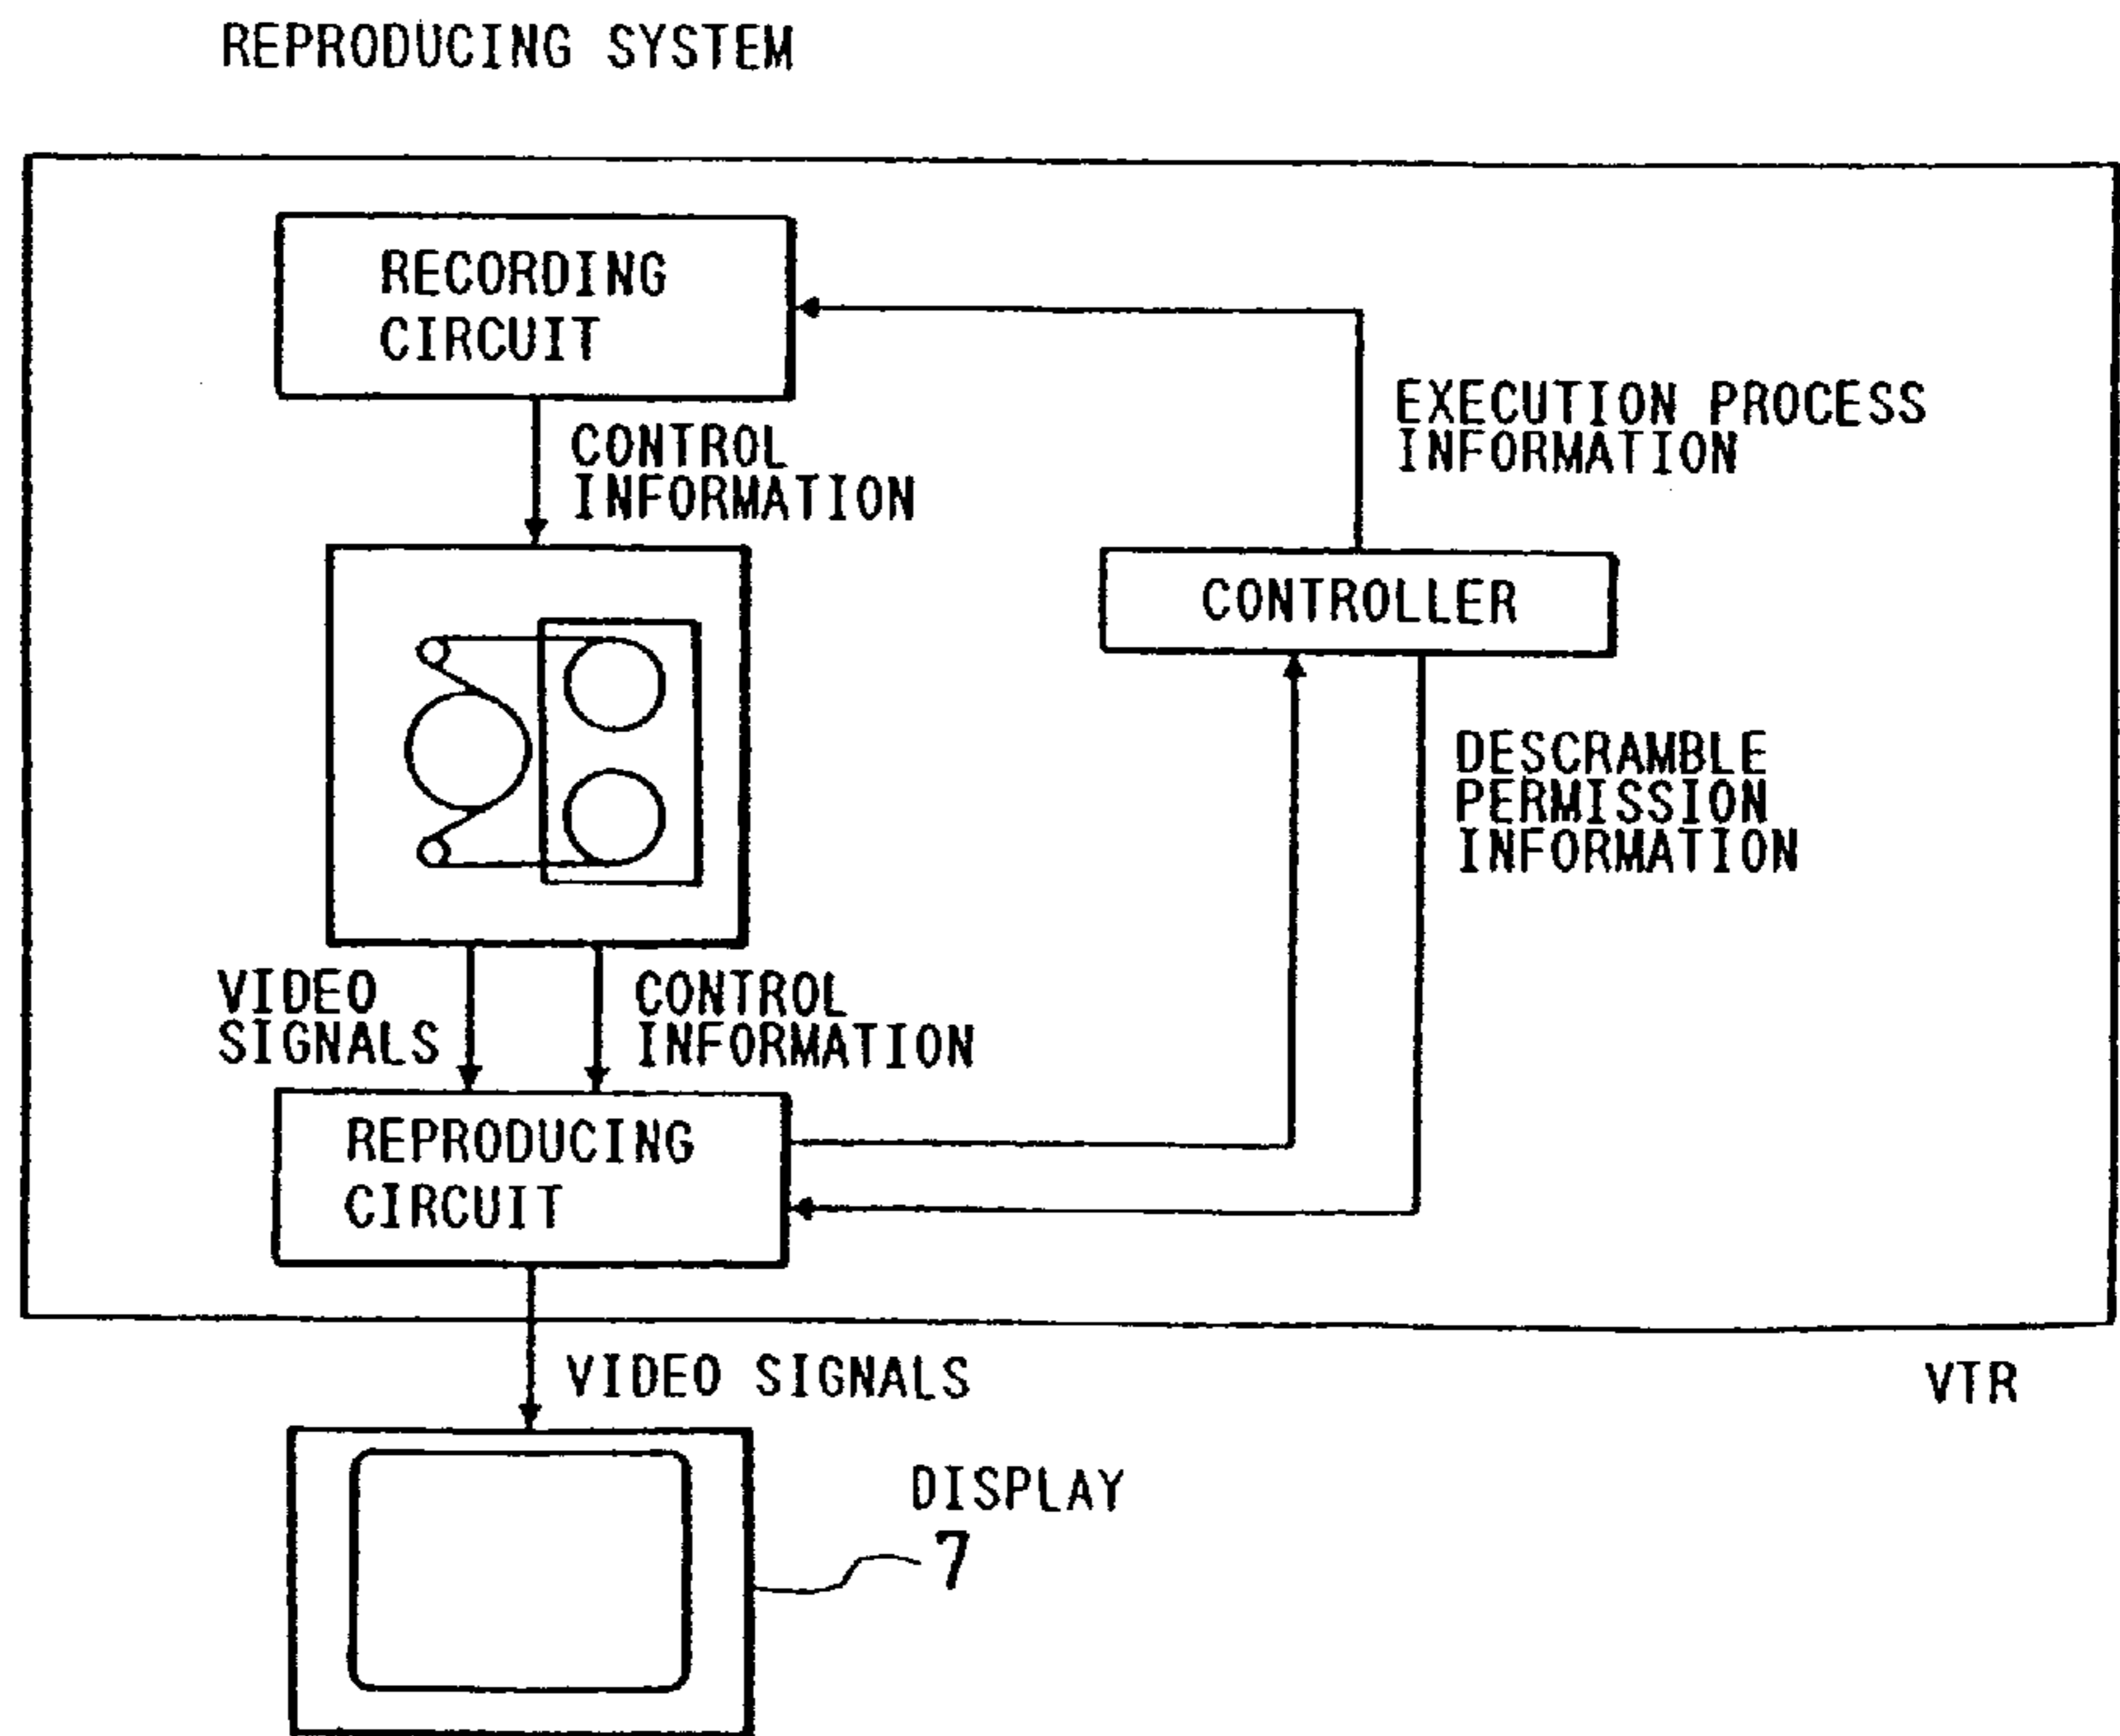 REPRODUCING SYSTEM
RECORDING
CIRCUIT
EXECUTION PROCESS
INFORMATION
CONTROL
INFORMATION
CONTROLLER
DESCRAMBLE
PERMISSION
INFORMATION
VIDEO
SIGNALS
CONTROL
INFORMATION
REPRODUCING
CIRCUIT
VIDEO SIGNALS
VTR
DISPLAY
7